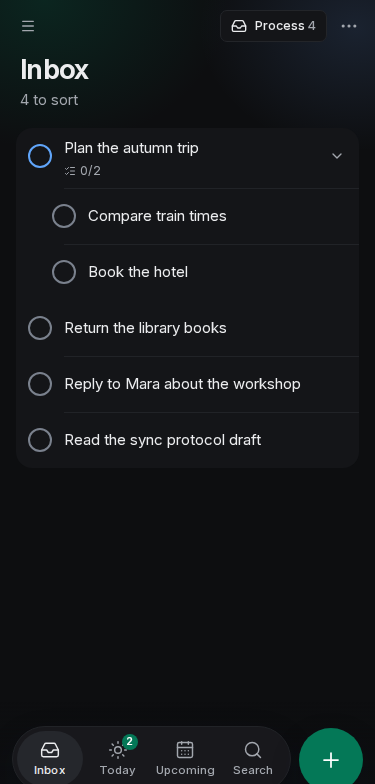 Process 4
Inbox
4 to sort
Plan the autumn trip
0/2
Compare train times
Book the hotel
Return the library books
Reply to Mara about the workshop
Read the sync protocol draft
2
Inbox
Today
Upcoming
Search